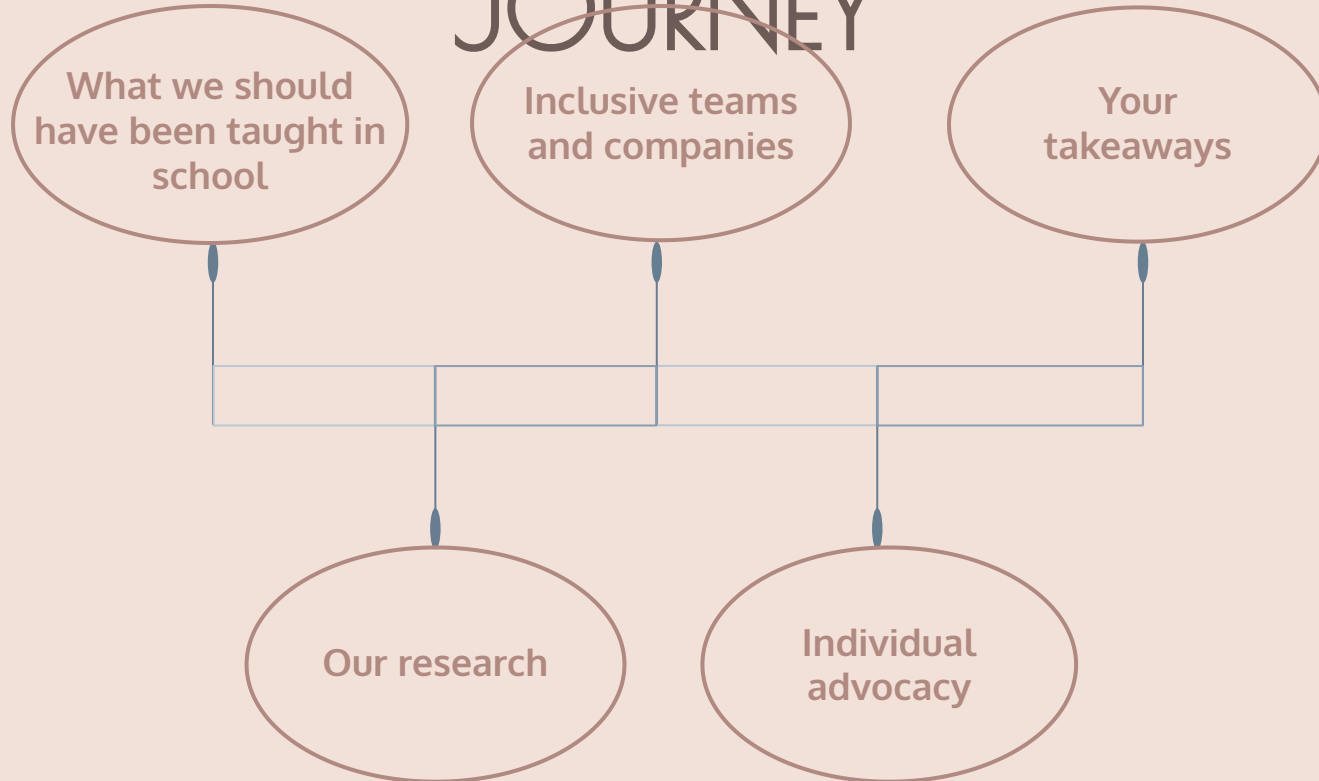 JOURNEY
What we should
have been taught in
school
Inclusive teams
and companies
Your
takeaways
Our research
Individual
advocacy